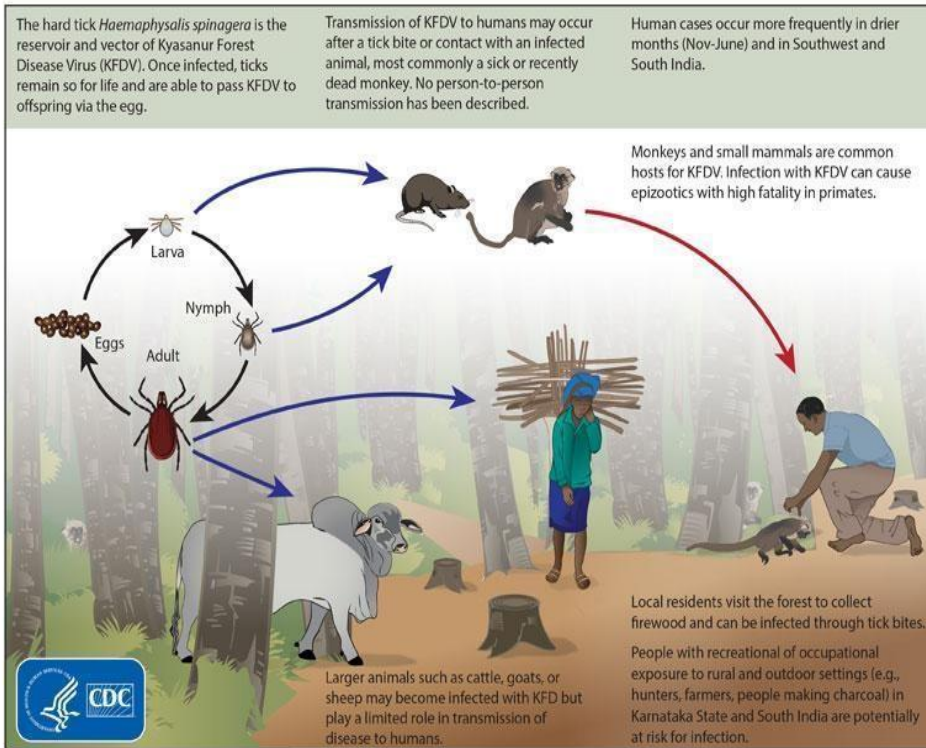 The hard tick Haemaphysalis spinagera is the
reservoir and vector of Kyasanur Forest
Disease Virus (KFDV). Once infected, ticks
remain so for life and are able to pass KFDV to
offspring via the egg.
Transmission of KFDV to humans may occur
after a tick bite or contact with an infected
animal, most commonly a sick or recently
dead monkey. No person-to-person
transmission has been described.
Human cases occur more frequently in drier
months (Nov-June) and in Southwest and
South India.
Monkeys and small mammals are common
hosts for KFDV. Infection with KFDV can cause
epizootics with high fatality in primates.
Larva
Nymph
Eggs
Adult
Local residents visit the forest to collect
firewood and can be infected through tick bites.
People with recreational of occupational
exposure to rural and outdoor settings (e.g.,
hunters, farmers, people making charcoal) in
Karnataka State and South India are potentially
at risk for infection.
Larger animals such as cattle, goats, or
sheep may become infected with KFD but
play a limited role in transmission of
disease to humans.
CDC